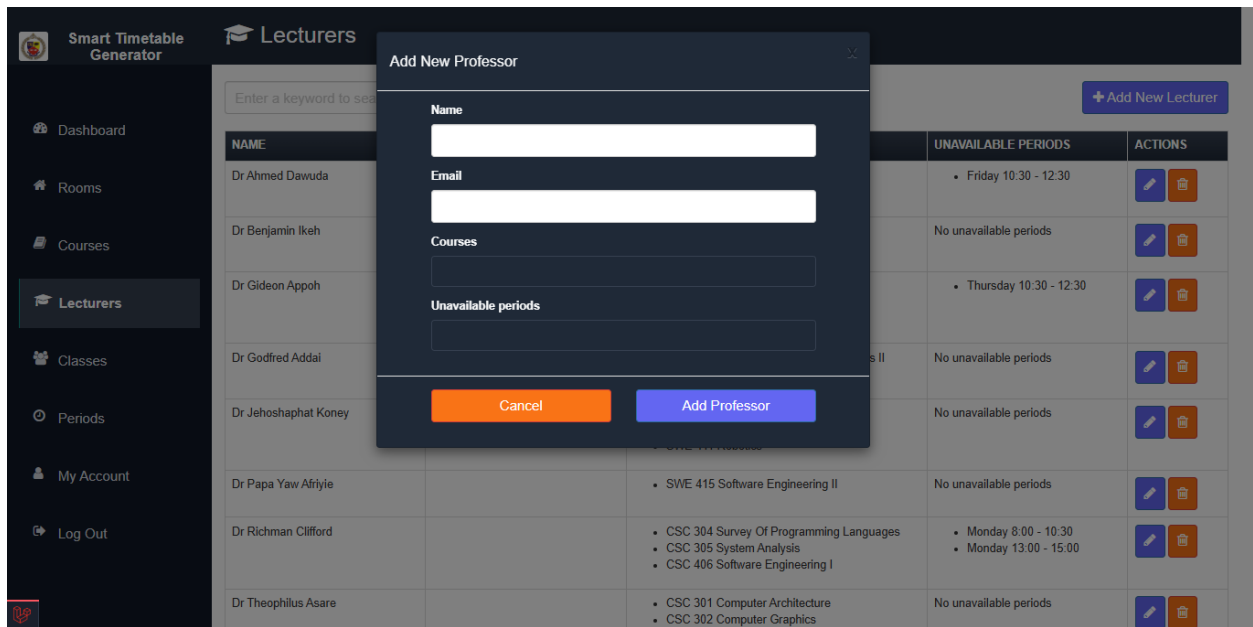 Smart Timetable
Generator
Lecturers
Dashboard
Rooms
Courses
Lecturers
Classes
Periods
My Account
Log Out
Enter a keyword to sea
+Add New Lecturer
Add New Professor
x
Name
Email
Courses
Unavailable periods
Cancel
Add Professor
NAME
UNAVAILABLE PERIODS
ACTIONS
Dr Ahmed Dawuda
• Friday 10:30 - 12:30
Dr Benjamin Ikeh
No unavailable periods
Dr Gideon Appoh
• Thursday 10:30 - 12:30
Dr Godfred Addai
s II
No unavailable periods
Dr Jehoshaphat Koney
No unavailable periods
Dr Papa Yaw Afriyie
• SWE 415 Software Engineering II
No unavailable periods
Dr Richman Clifford
• CSC 304 Survey Of Programming Languages
• CSC 305 System Analysis
• CSC 406 Software Engineering I
• Monday 8:00 - 10:30
• Monday 13:00 - 15:00
Dr Theophilus Asare
• CSC 301 Computer Architecture
• CSC 302 Computer Graphics
No unavailable periods